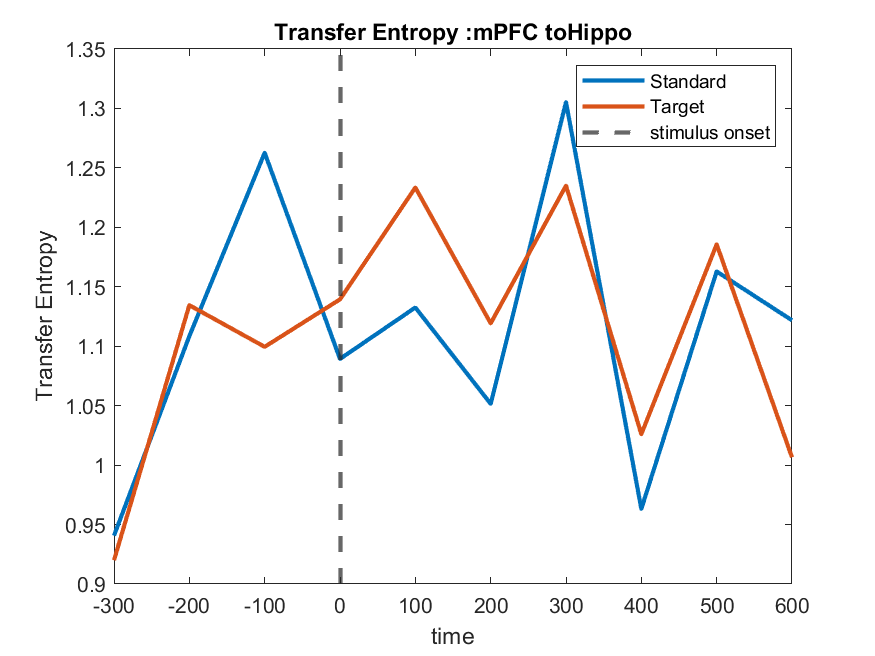 Transfer Entropy :mPFC toHippo
1.35
1.3
1.25
1.2
1.15
1.1
1.05
1
0.95
0.9
Transfer Entropy
Standard
Target
stimulus onset
-300 -200 -100 0 100 200 300 400 500 600
time